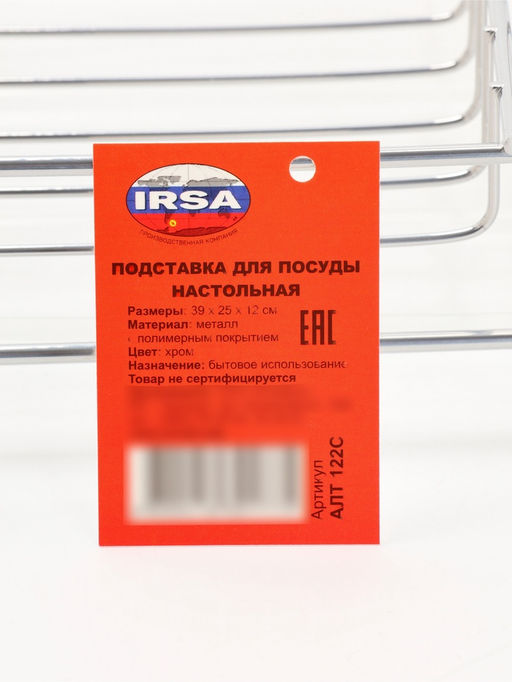 IRSA
ПРОИЗВОДСТВЕННАЯ КОМПАНИЯ
ПОДСТАВКА ДЛЯ ПОСУДЫ
НАСТОЛЬНАЯ
Размеры: 39 х 25 х 12 см
Материал: металл
с полимерным покрытием
Цвет: хром
Назначение: бытовое использование
Товар не сертифицируется
EAC
Артикул
АЛТ 122С